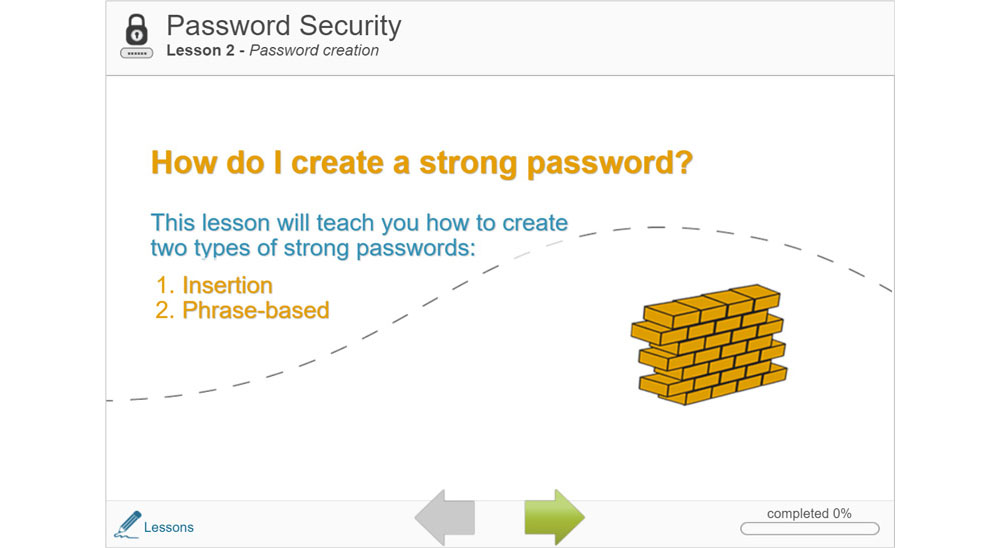 Password Security
Lesson 2 - Password creation
How do I create a strong password?
This lesson will teach you how to create
two types of strong passwords:
1. Insertion
2. Phrase-based
Lessons
completed 0%